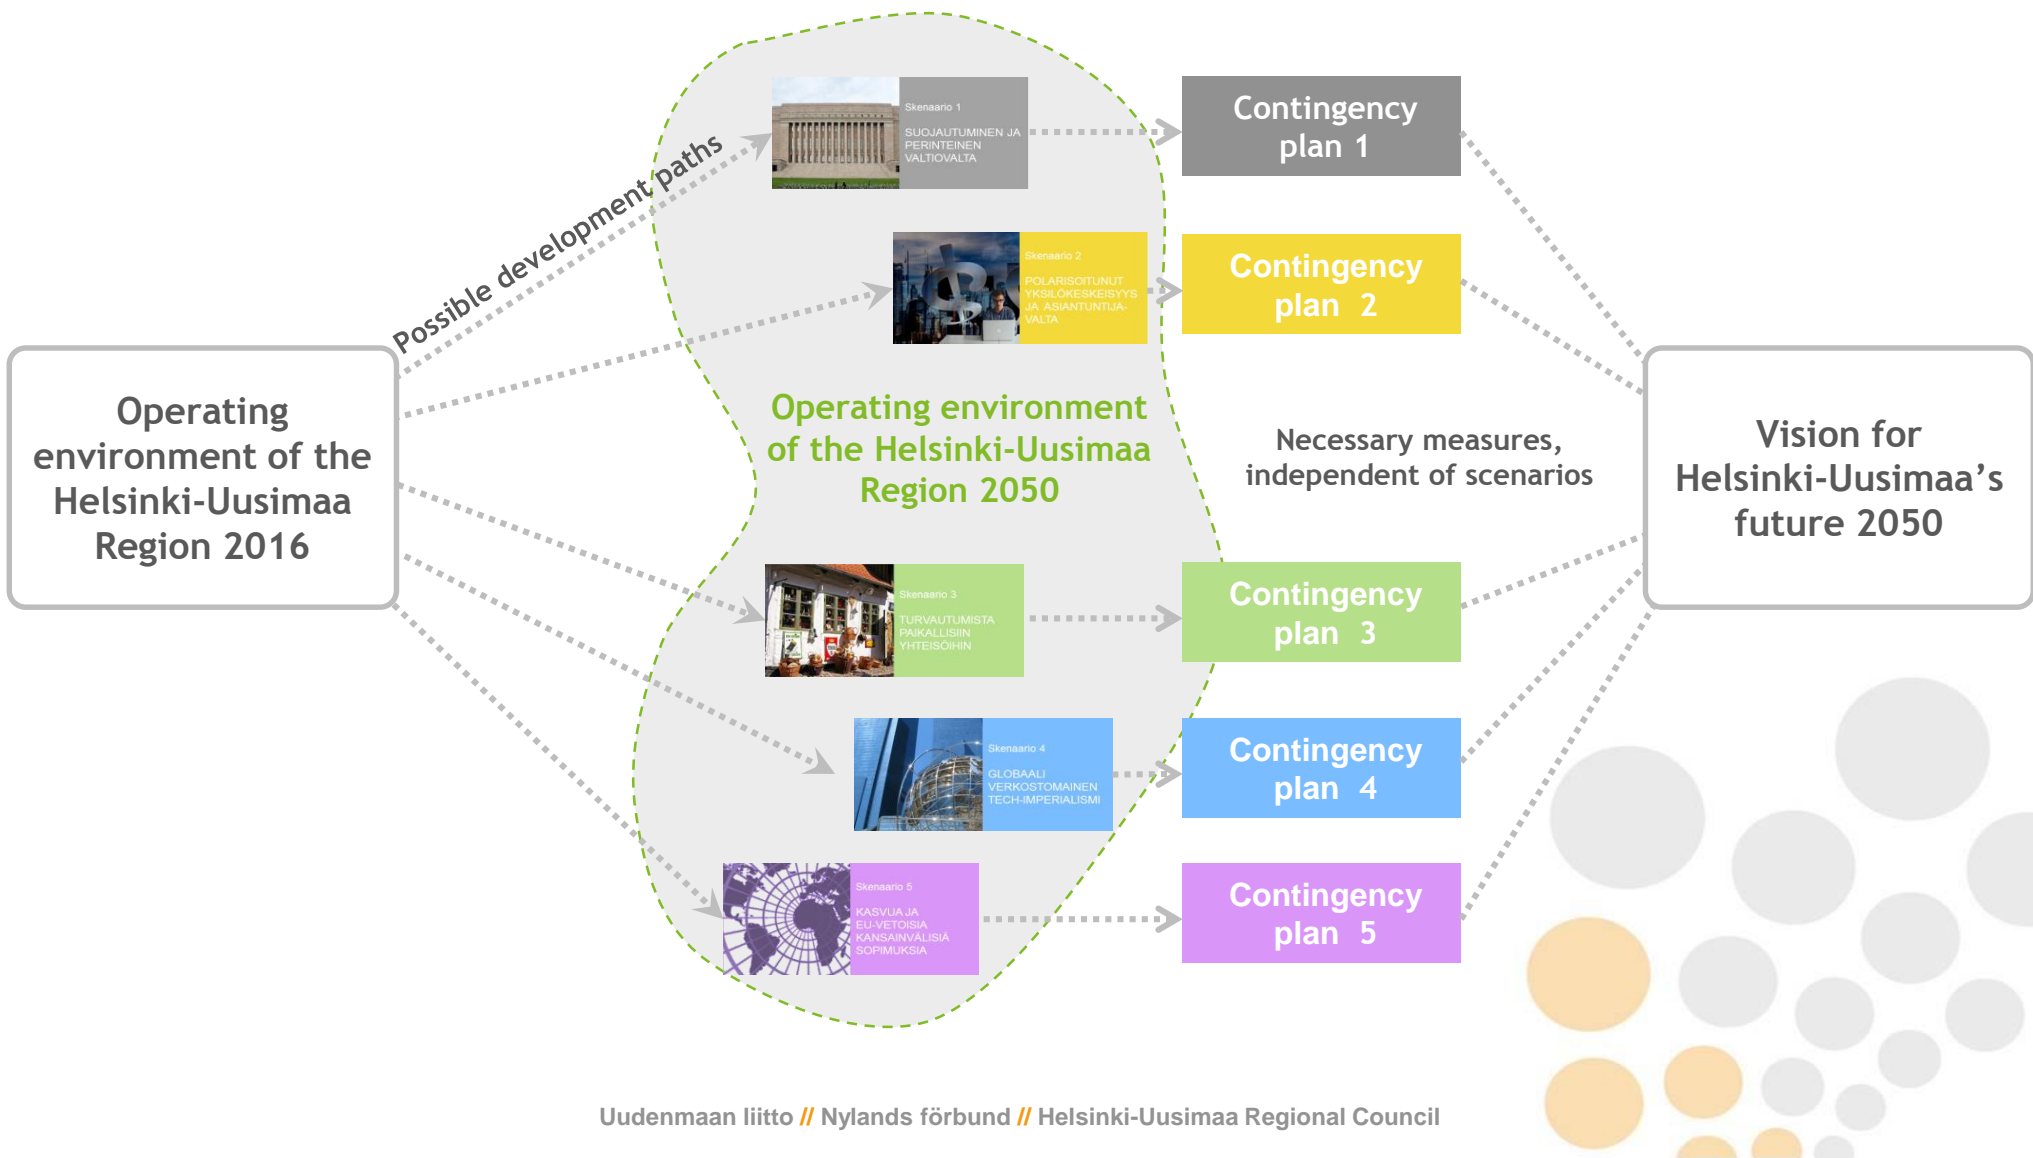 Possible development paths
Operating
environment of the
Helsinki-Uusimaa
Region 2016
Skenaario 1
SUOJAUTUMINEN JA
PERINTEINEN
VALTIOVALTA
Contingency
plan 1
Skenaario 2
POLARISOITUNUT
YKSILÖKESKEISYYS
JA ASIANTUNTIJA-
VALTA
Contingency
plan 2
Operating environment
of the Helsinki-Uusimaa
Region 2050
Necessary measures,
independent of scenarios
Vision for
Helsinki-Uusimaa’s
future 2050
Skenaario 3
TURVAUTUMISTA
PAIKALLISIIN
YHTEISÖIHIN
Contingency
plan 3
Skenaario 4
GLOBAALI
VERKOSTOMAINEN
TECH-IMPERIALISMI
Contingency
plan 4
Skenaario 5
KASVUA JA
EU-VETOISIA
KANSAINVÄLISIÄ
SOPIMUKSIA
Contingency
plan 5
Uudenmaan liitto // Nylands förbund // Helsinki-Uusimaa Regional Council